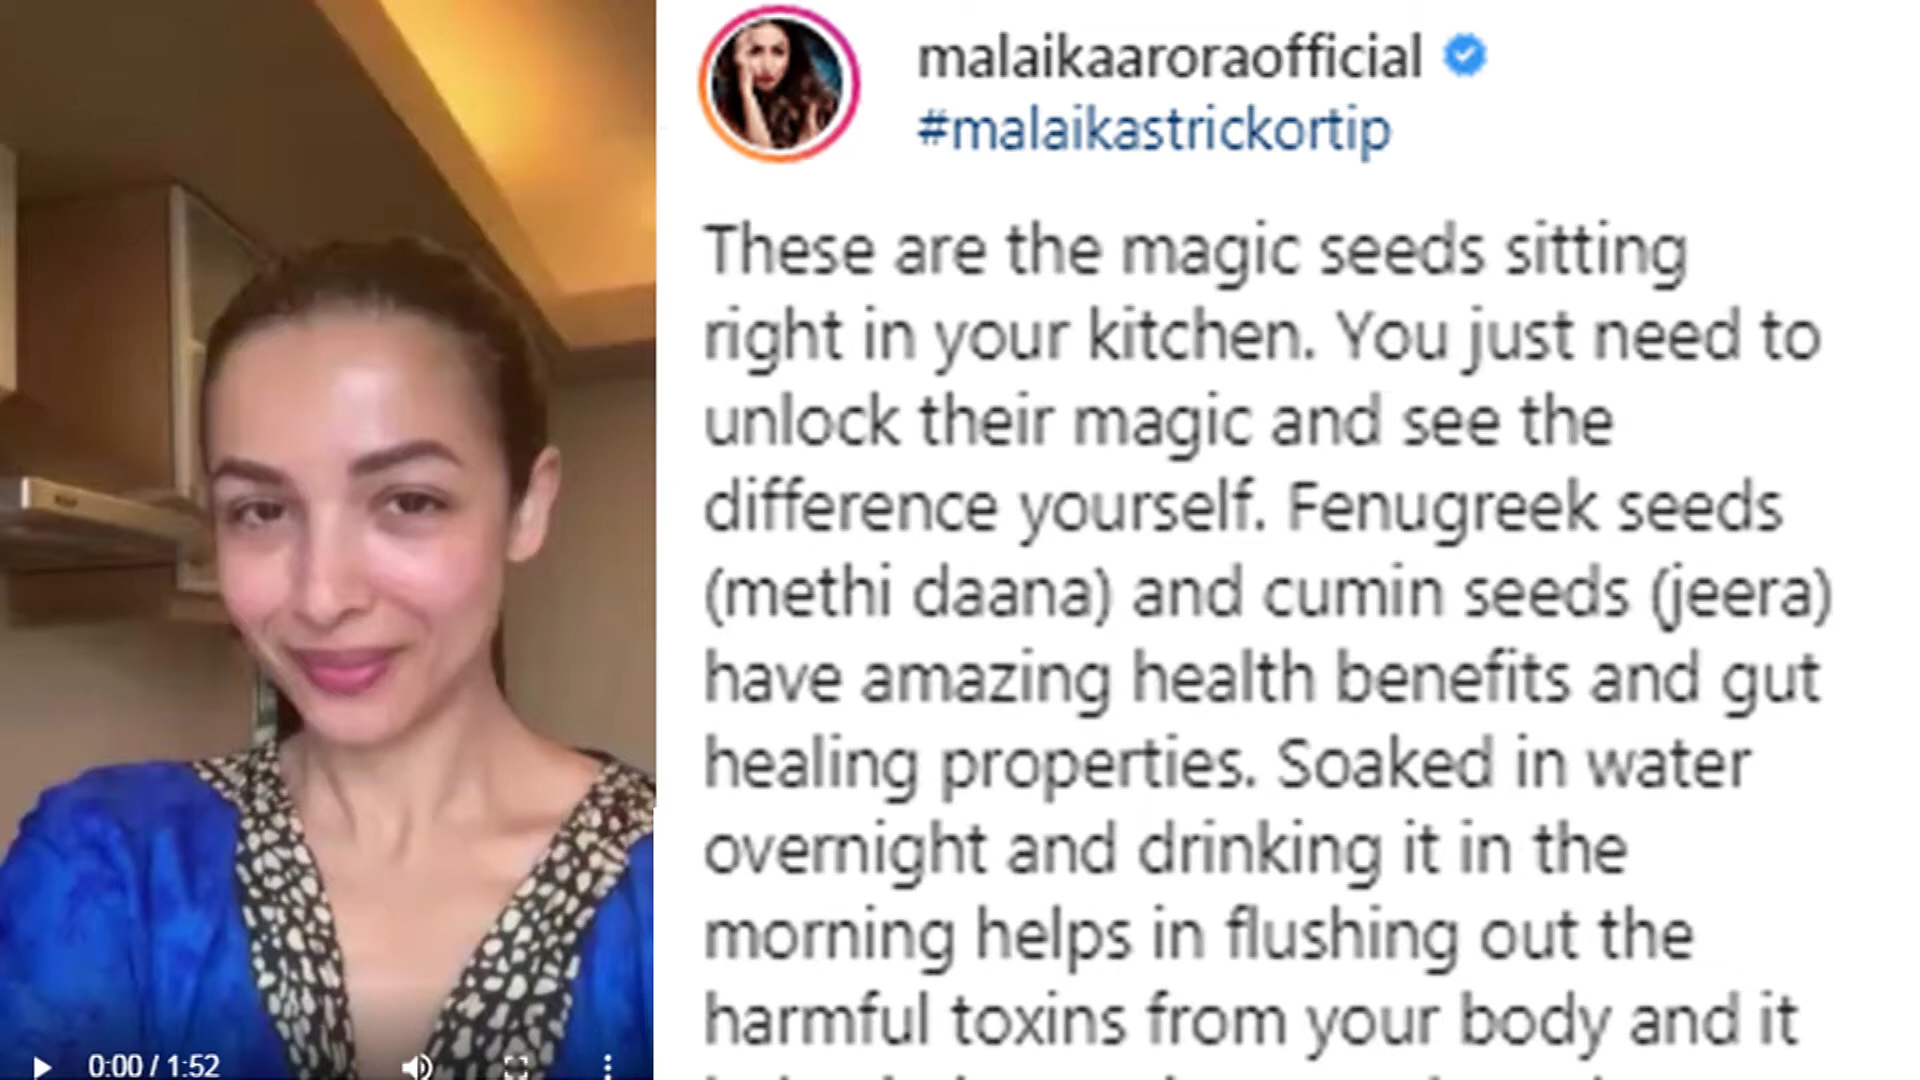 malaikaaroraofficial
#malaikastrickortip
These are the magic seeds sitting
right in your kitchen. You just need to
unlock their magic and see the
difference yourself. Fenugreek seeds
(methi daana) and cumin seeds (jeera)
have amazing health benefits and gut
healing properties. Soaked in water
overnight and drinking it in the
morning helps in flushing out the
harmful toxins from your body and it
0:00 / 1:52